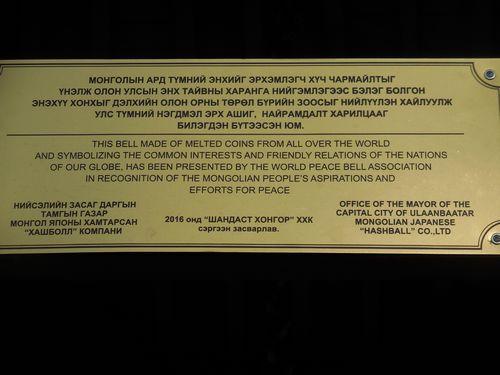 МОНГОЛЫН АРД ТҮМНИЙ ЭНХИЙГ ЭРХЭМЛЭГЧ ХҮЧ ЧАРМАЙЛТЫГ
ҮНЭЛЖ ОЛОН УЛСЫН ЭНХ ТАЙВНЫ ХАРАНГА НИЙГЭМЛЭГЭЭС БЭЛЭГ БОЛГОН
ЭНЭХҮҮ ХОНХЫГ ДЭЛХИЙН ОЛОН ОРНЫ ТӨРӨЛ БҮРИЙН ЗООСЫГ НИЙЛҮҮЛЭН ХАЙЛУУЛЖ
УЛС ТҮМНИЙ НЭГДМЭЛ ЭРХ АШИГ, НАЙРАМДАЛТ ХАРИЛЦААГ
БИЛЭГДЭН БҮТЭЭСЭН ЮМ.
THIS BELL MADE OF MELTED COINS FROM ALL OVER THE WORLD
AND SYMBOLIZING THE COMMON INTERESTS AND FRIENDLY RELATIONS OF THE NATIONS
OF OUR GLOBE, HAS BEEN PRESENTED BY THE WORLD PEACE BELL ASSOCIATION
IN RECOGNITION OF THE MONGOLIAN PEOPLE'S ASPIRATIONS AND
EFFORTS FOR PEACE
НИЙСЛЭЛИЙН ЗАСАГ ДАРГЫН
ТАМГЫН ГАЗАР
МОНГОЛ ЯПОНЫ ХАМТАРСАН
"ХАШБОЛЛ" КОМПАНИ
2016 онд "ШАНДАСТ ХОНГОР" ХХК
сэргээн засварлав.
OFFICE OF THE MAYOR OF THE
CAPITAL CITY OF ULAANBAATAR
MONGOLIAN JAPANESE
"HASHBALL" CO.,LTD